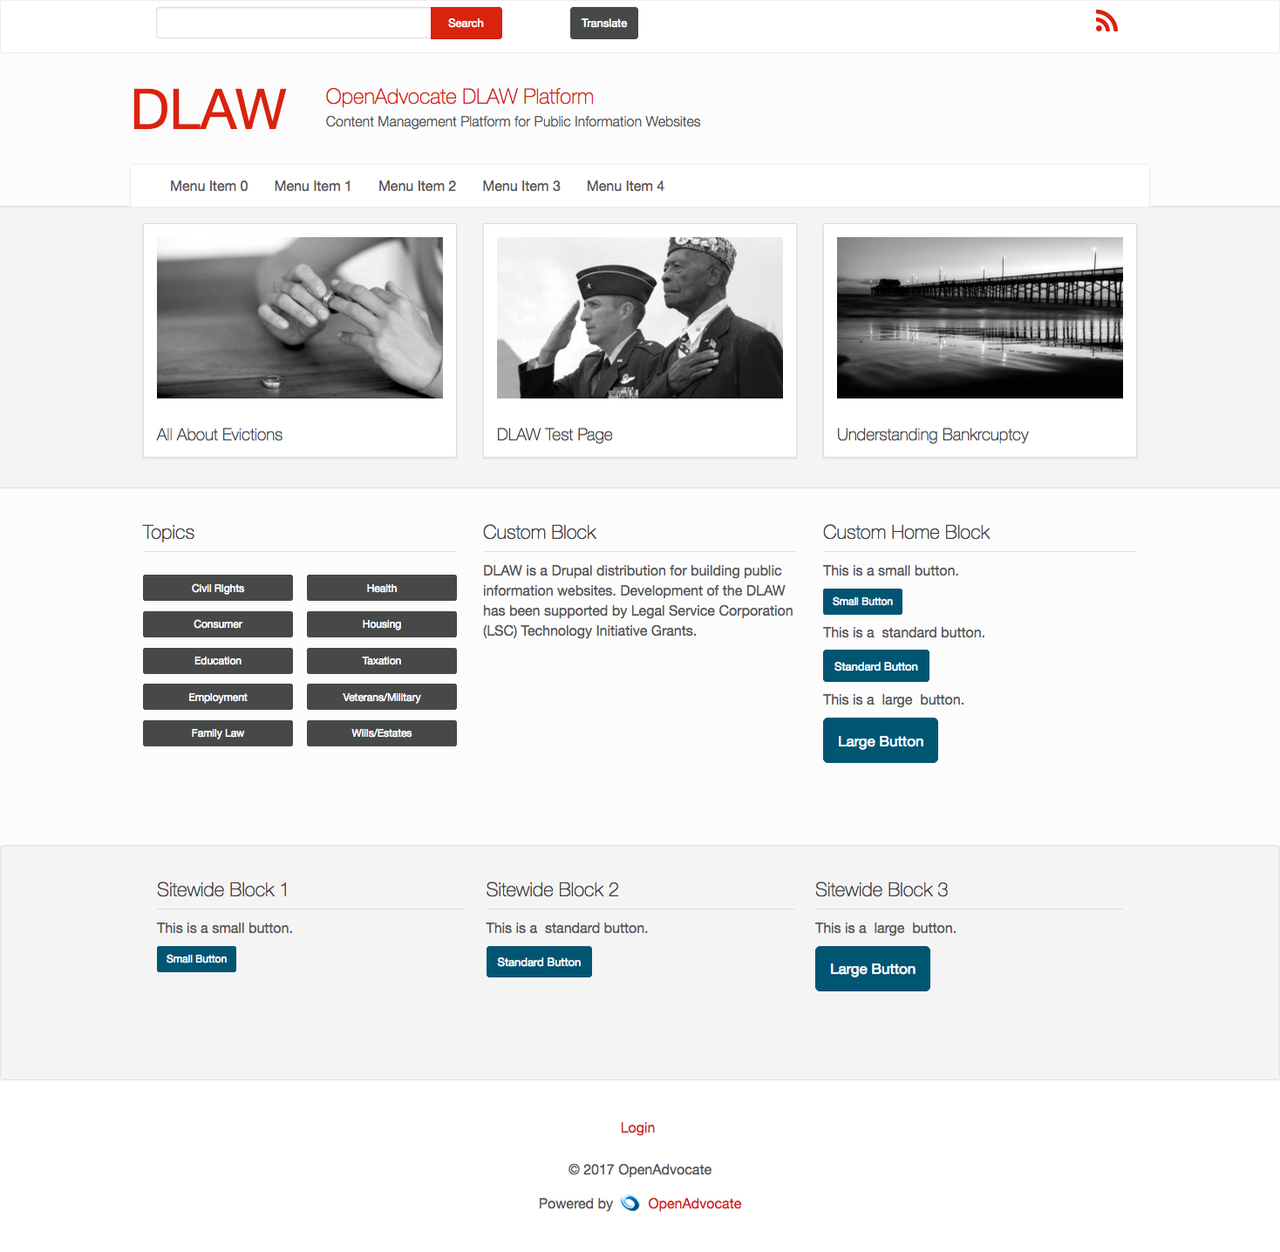 Search
Translate
DLAW
OpenAdvocate DLAW Platform
Content Management Platform for Public Information Websites
Menu Item 0
Menu Item 1
Menu Item 2
Menu Item 3
Menu Item 4
All About Evictions
DLAW Test Page
Understanding Bankrcuptcy
Topics
Civil Rights
Health
Consumer
Housing
Education
Taxation
Employment
Veterans/Military
Family Law
Wills/Estates
Custom Block
DLAW is a Drupal distribution for building public
information websites. Development of the DLAW
has been supported by Legal Service Corporation
(LSC) Technology Initiative Grants.
Custom Home Block
This is a small button.
Small Button
This is a standard button.
Standard Button
This is a large button.
Large Button
Sitewide Block 1
This is a small button.
Small Button
Sitewide Block 2
This is a standard button.
Standard Button
Sitewide Block 3
This is a large button.
Large Button
Login
© 2017 OpenAdvocate
Powered by OpenAdvocate